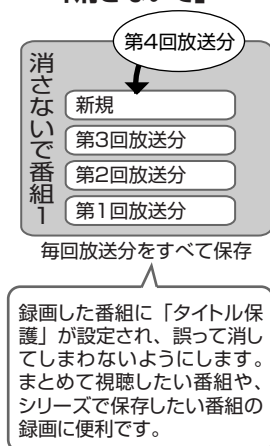 第4回放送分
消さないで番組1
新規
第3回放送分
第2回放送分
第1回放送分
毎回放送分をすべて保存
録画した番組に「タイトル保
護」が設定され、誤って消し
てしまわないようにします。
まとめて視聴したい番組や、
シリーズで保存したい番組の
録画に便利です。